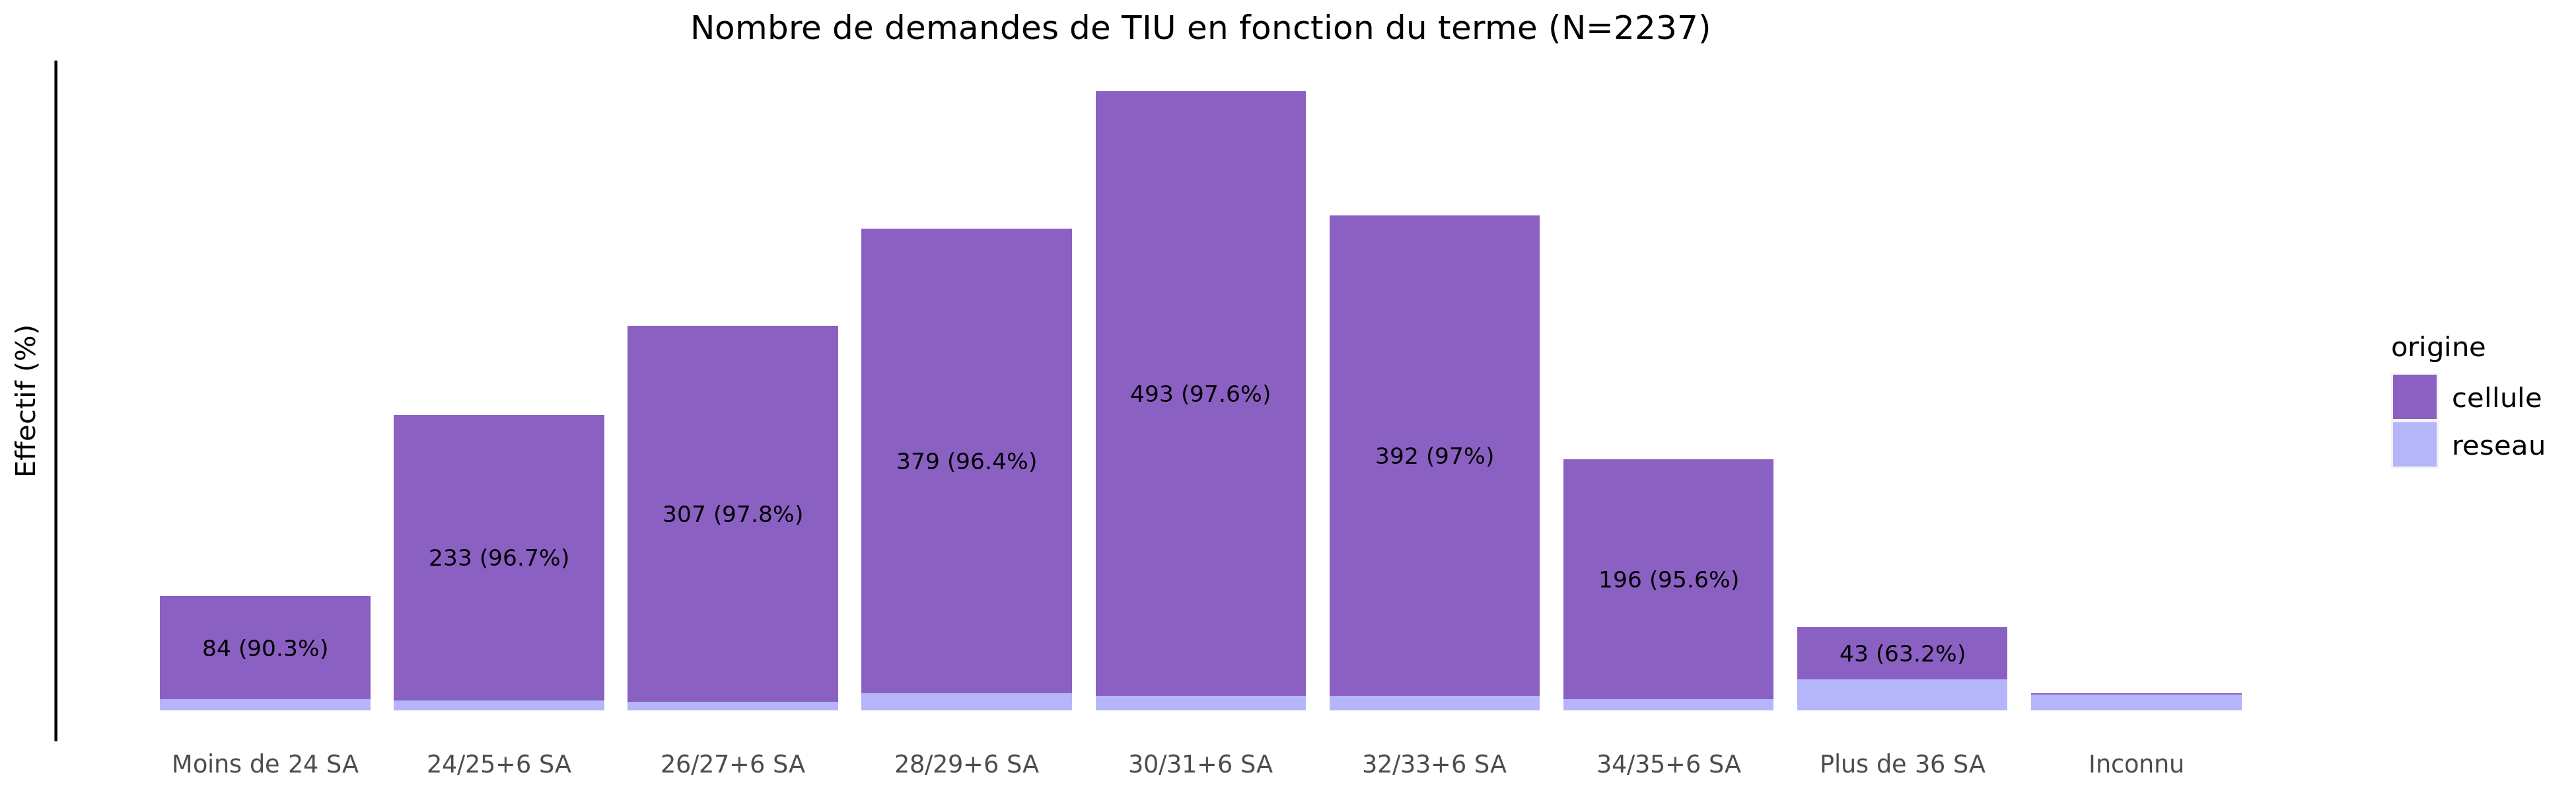 Nombre de demandes de TIU en fonction du terme (N=2237)
Effectif (%)
84 (90.3%)
233 (96.7%)
307 (97.8%)
379 (96.4%)
493 (97.6%)
392 (97%)
196 (95.6%)
43 (63.2%)
Moins de 24 SA
24/25+6 SA
26/27+6 SA
28/29+6 SA
30/31+6 SA
32/33+6 SA
34/35+6 SA
Plus de 36 SA
Inconnu
origine
cellule
reseau